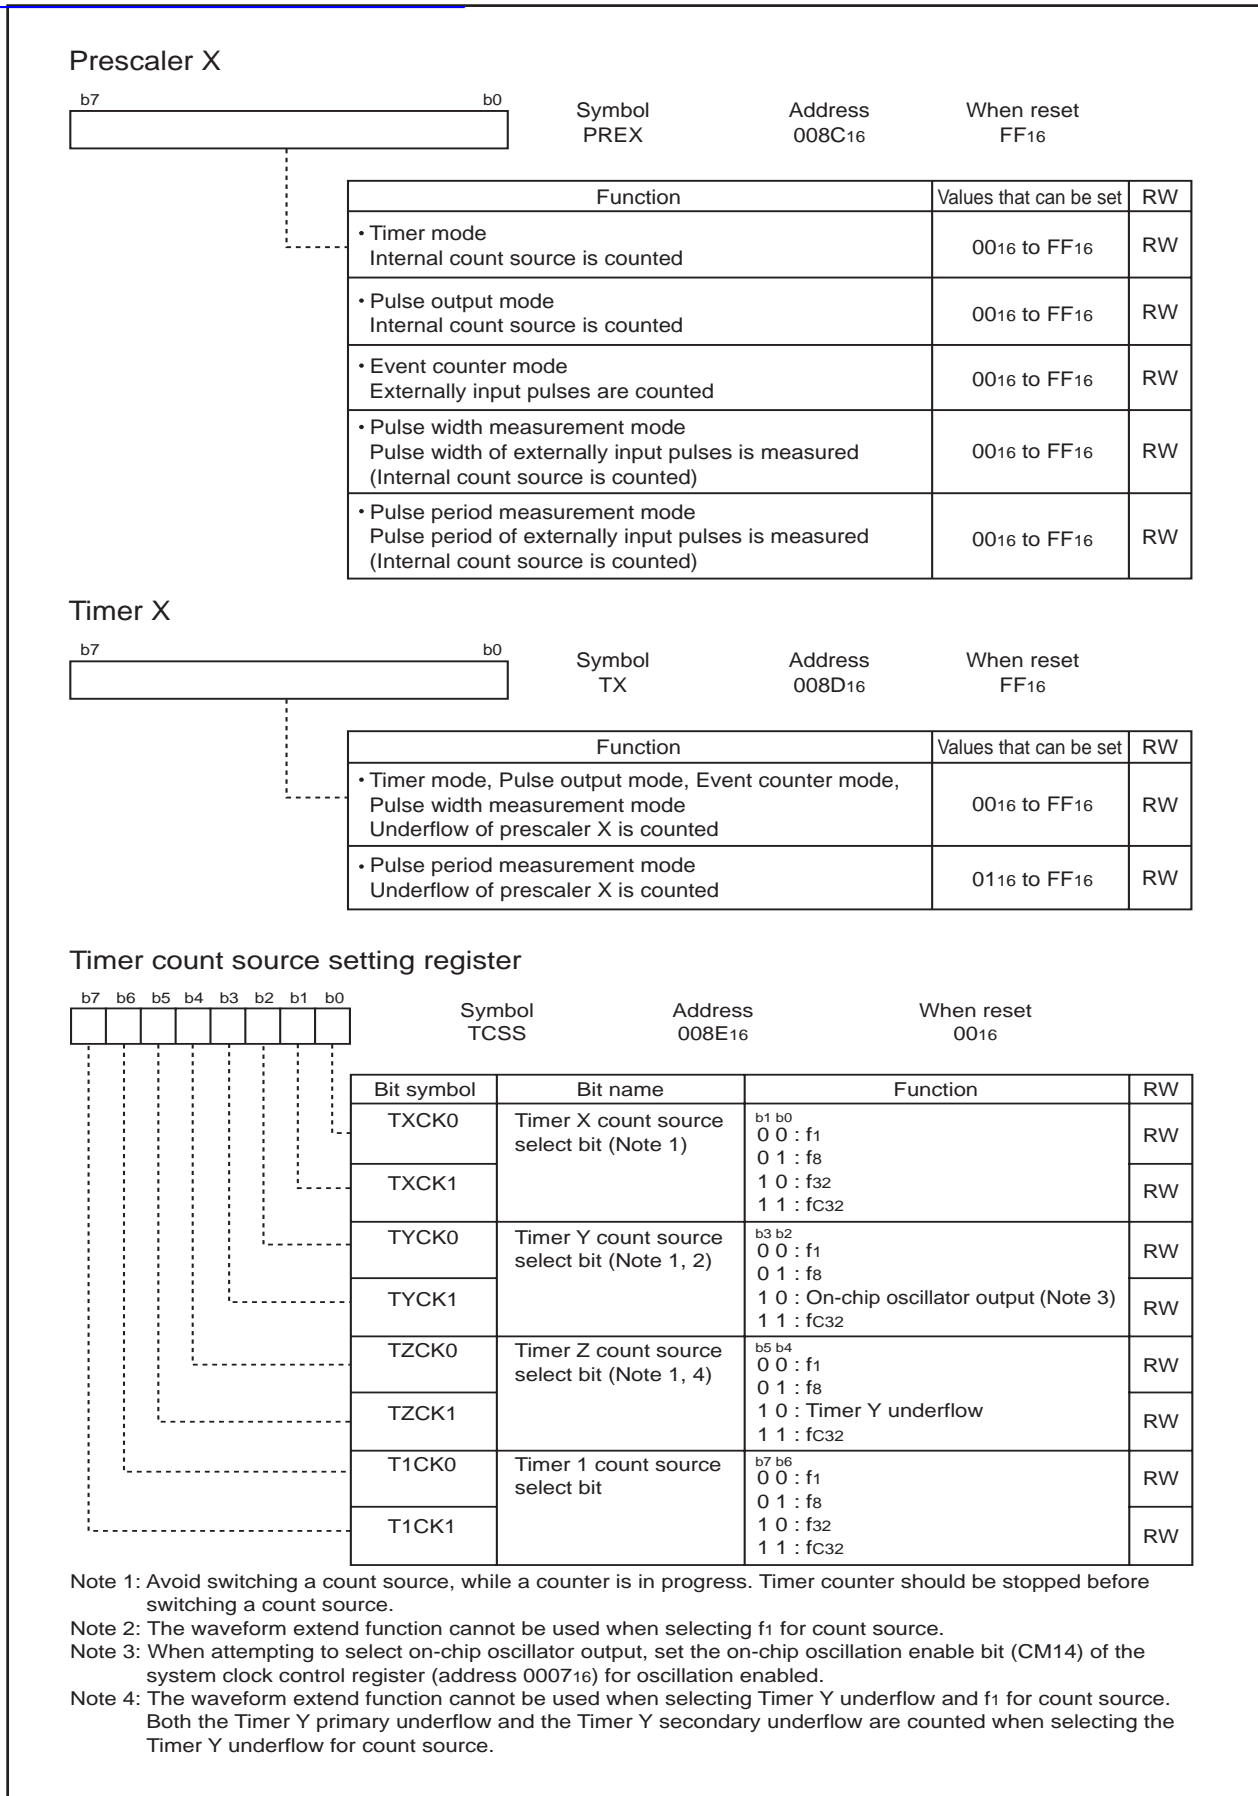 Prescaler X
b7 b0
Symbol Address When reset
PREX 008C16 FF16
Function Values that can be set RW
• Timer mode
Internal count source is counted
0016 to FF16 RW
• Pulse output mode
Internal count source is counted
0016 to FF16 RW
• Event counter mode
Externally input pulses are counted
0016 to FF16 RW
• Pulse width measurement mode
Pulse width of externally input pulses is measured
(Internal count source is counted)
0016 to FF16 RW
• Pulse period measurement mode
Pulse period of externally input pulses is measured
(Internal count source is counted)
0016 to FF16 RW
Timer X
b7 b0
Symbol Address When reset
TX 008D16 FF16
Function Values that can be set RW
• Timer mode, Pulse output mode, Event counter mode,
Pulse width measurement mode
Underflow of prescaler X is counted
0016 to FF16 RW
• Pulse period measurement mode
Underflow of prescaler X is counted
0116 to FF16 RW
Timer count source setting register
b7 b6 b5 b4 b3 b2 b1 b0
Symbol Address When reset
TCSS 008E16 0016
Bit symbol Bit name Function RW
TXCK0 Timer X count source
select bit (Note 1)
b1 b0
0 0 : f1
0 1 : f8
RW
TXCK1
1 0 : f32
1 1 : fC32
RW
TYCK0 Timer Y count source
select bit (Note 1, 2)
b3 b2
0 0 : f1
0 1 : f8
RW
TYCK1
1 0 : On-chip oscillator output (Note 3)
1 1 : fC32
RW
TZCK0 Timer Z count source
select bit (Note 1, 4)
b5 b4
0 0 : f1
0 1 : f8
RW
TZCK1
1 0 : Timer Y underflow
1 1 : fC32
RW
T1CK0 Timer 1 count source
select bit
b7 b6
0 0 : f1
0 1 : f8
RW
T1CK1
1 0 : f32
1 1 : fC32
RW
Note 1: Avoid switching a count source, while a counter is in progress. Timer counter should be stopped before
switching a count source.
Note 2: The waveform extend function cannot be used when selecting f1 for count source.
Note 3: When attempting to select on-chip oscillator output, set the on-chip oscillation enable bit (CM14) of the
system clock control register (address 000716) for oscillation enabled.
Note 4: The waveform extend function cannot be used when selecting Timer Y underflow and f1 for count source.
Both the Timer Y primary underflow and the Timer Y secondary underflow are counted when selecting the
Timer Y underflow for count source.